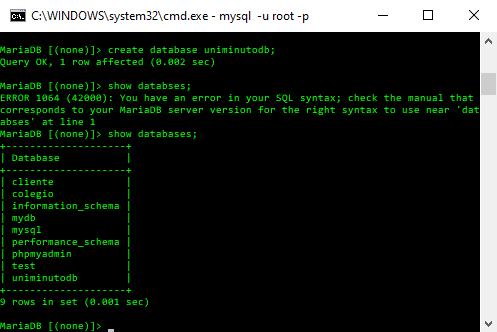 C:\WINDOWS\system32\cmd.exe - mysql  -u root -p
MariaDB [(none)]> create database uniminutodb;
Query OK, 1 row affected (0.002 sec)
MariaDB [(none)]> show databses;
ERROR 1064 (42000): You have an error in your SQL syntax; check the manual that
corresponds to your MariaDB server version for the right syntax to use near 'dat
abses' at line 1
MariaDB [(none)]> show databases;
+--------------------+
| Database           |
+--------------------+
| cliente            |
| colegio            |
| information_schema |
| mydb               |
| mysql              |
| performance_schema |
| phpmyadmin         |
| test               |
| uniminutodb        |
+--------------------+
9 rows in set (0.001 sec)
MariaDB [(none)]> _